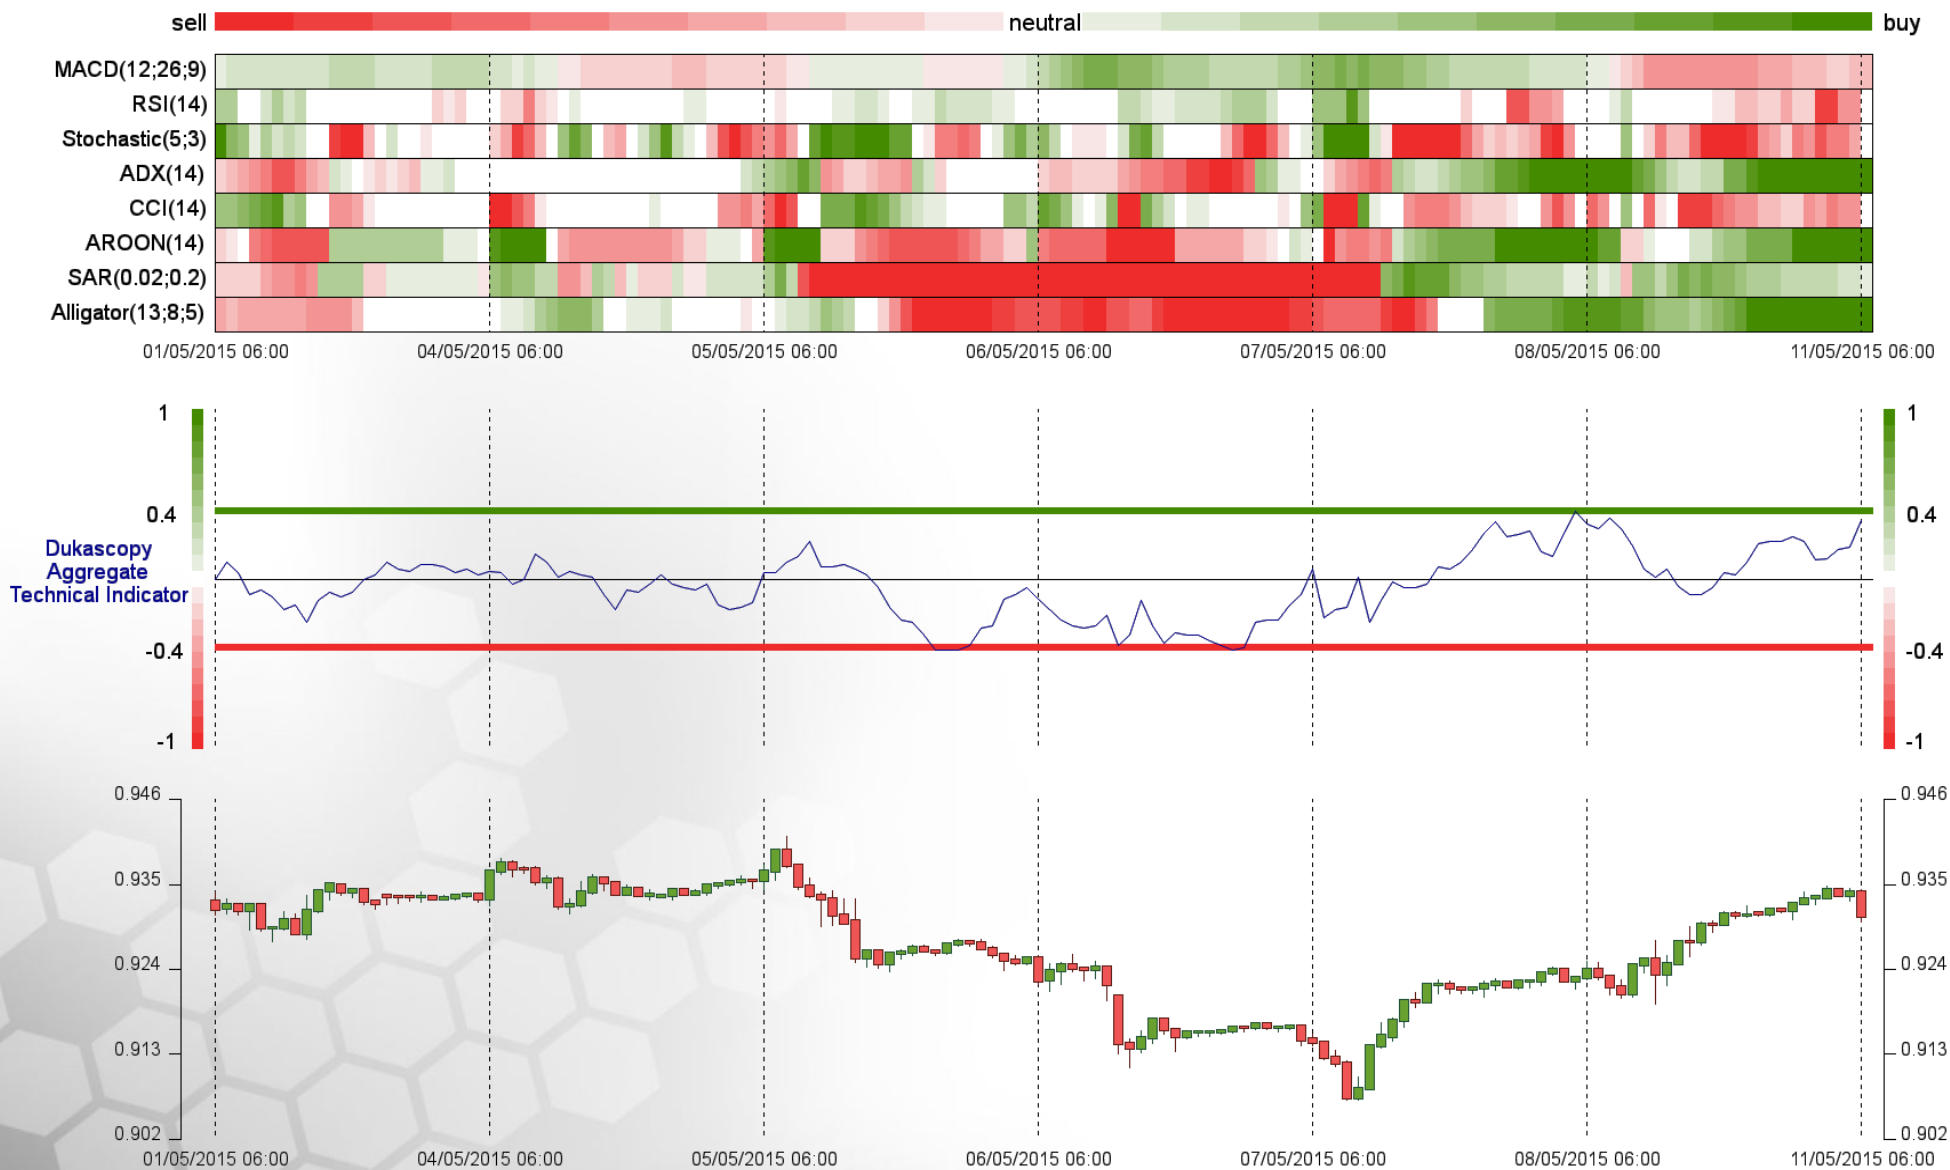 sell neutral buy
MACD(12;26;9)
RSI(14)
Stochastic(5;3)
ADX(14)
CCI(14)
AROON(14)
SAR(0.02;0.2)
Alligator(13;8;5)
01/05/2015 06:00 04/05/2015 06:00 05/05/2015 06:00 06/05/2015 06:00 07/05/2015 06:00 08/05/2015 06:00 11/05/2015 06:00
1 1
0.4 0.4
Dukascopy
Aggregate
Technical Indicator
-0.4 -0.4
-1 -1
0.946 0.946
0.935 0.935
0.924 0.924
0.913 0.913
0.902 0.902
01/05/2015 06:00 04/05/2015 06:00 05/05/2015 06:00 06/05/2015 06:00 07/05/2015 06:00 08/05/2015 06:00 11/05/2015 06:00